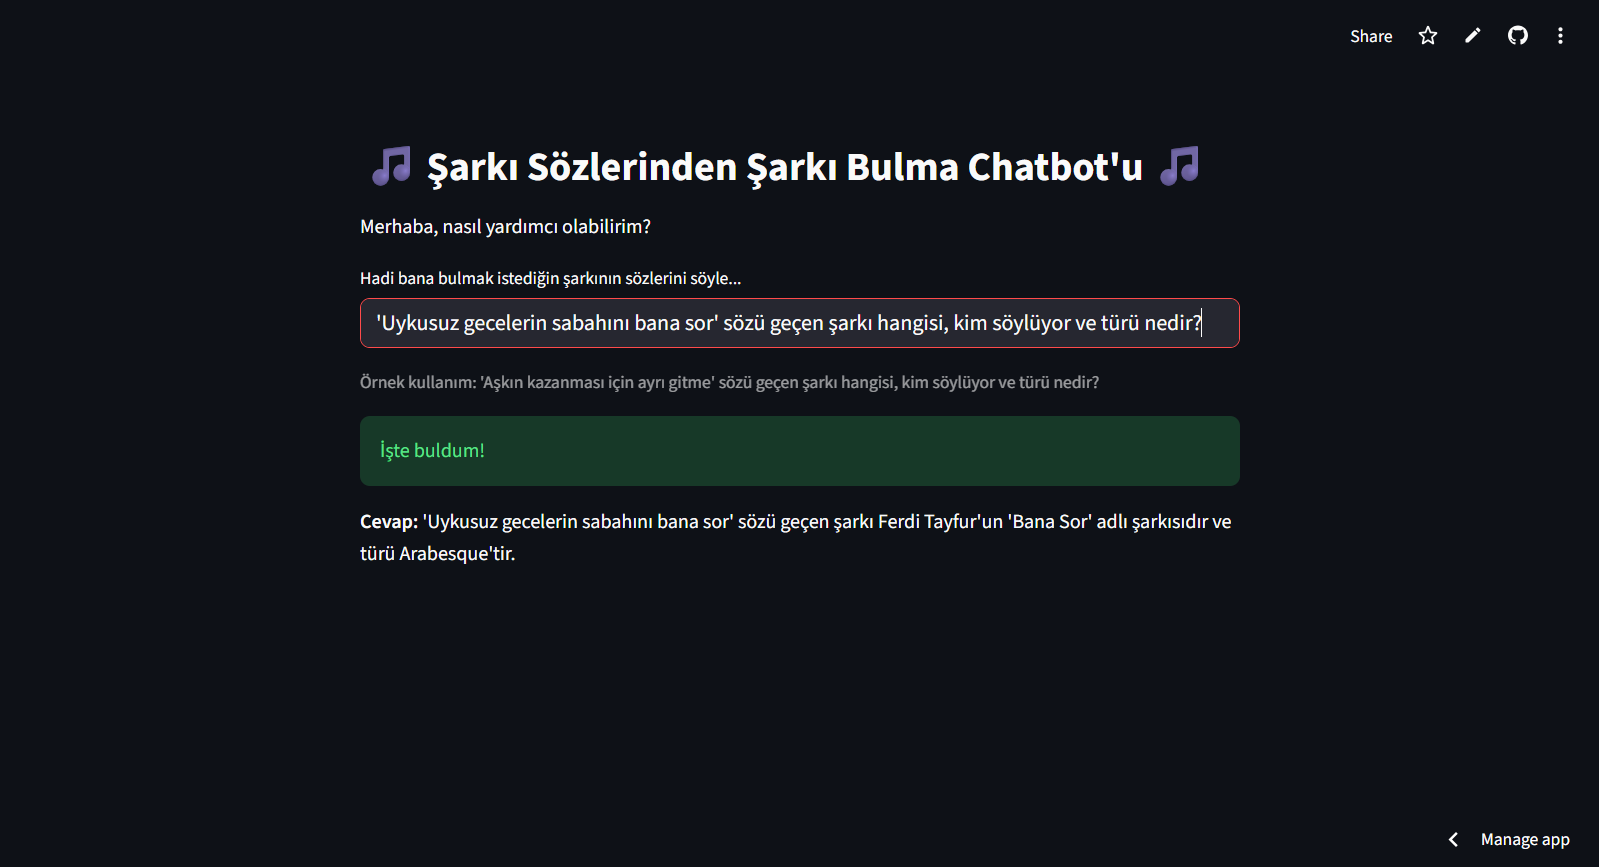 Share
🎵 Şarkı Sözlerinden Şarkı Bulma Chatbot'u 🎵
Merhaba, nasıl yardımcı olabilirim?
Hadi bana bulmak istediğin şarkının sözlerini söyle...
'Uykusuz gecelerin sabahını bana sor' sözü geçen şarkı hangisi, kim söylüyor ve türü nedir?
Örnek kullanım: 'Aşkın kazanması için ayrı gitme' sözü geçen şarkı hangisi, kim söylüyor ve türü nedir?
İşte buldum!
Cevap: 'Uykusuz gecelerin sabahını bana sor' sözü geçen şarkı Ferdi Tayfur'un 'Bana Sor' adlı şarkısıdır ve
türü Arabesque'tir.
Manage app